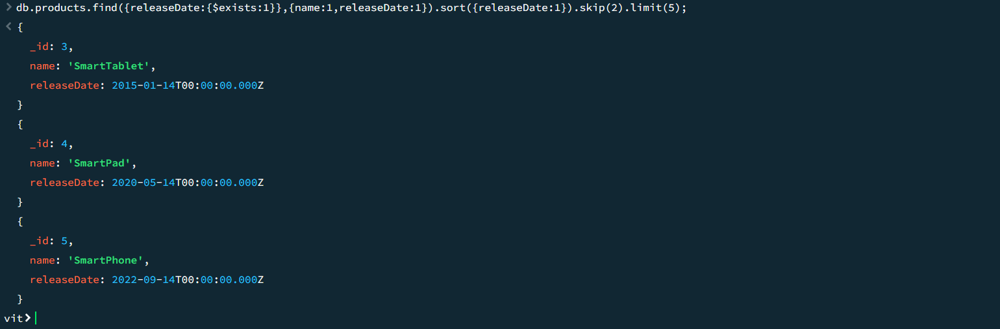 > db.products.find({releaseDate:{$exists:1}},{name:1,releaseDate:1}).sort({releaseDate:1}).skip(2).limit(5);
< {
_id: 3,
name: 'SmartTablet',
releaseDate: 2015-01-14T00:00:00.000Z
}
{
_id: 4,
name: 'SmartPad',
releaseDate: 2020-05-14T00:00:00.000Z
}
{
_id: 5,
name: 'SmartPhone',
releaseDate: 2022-09-14T00:00:00.000Z
}
vit>